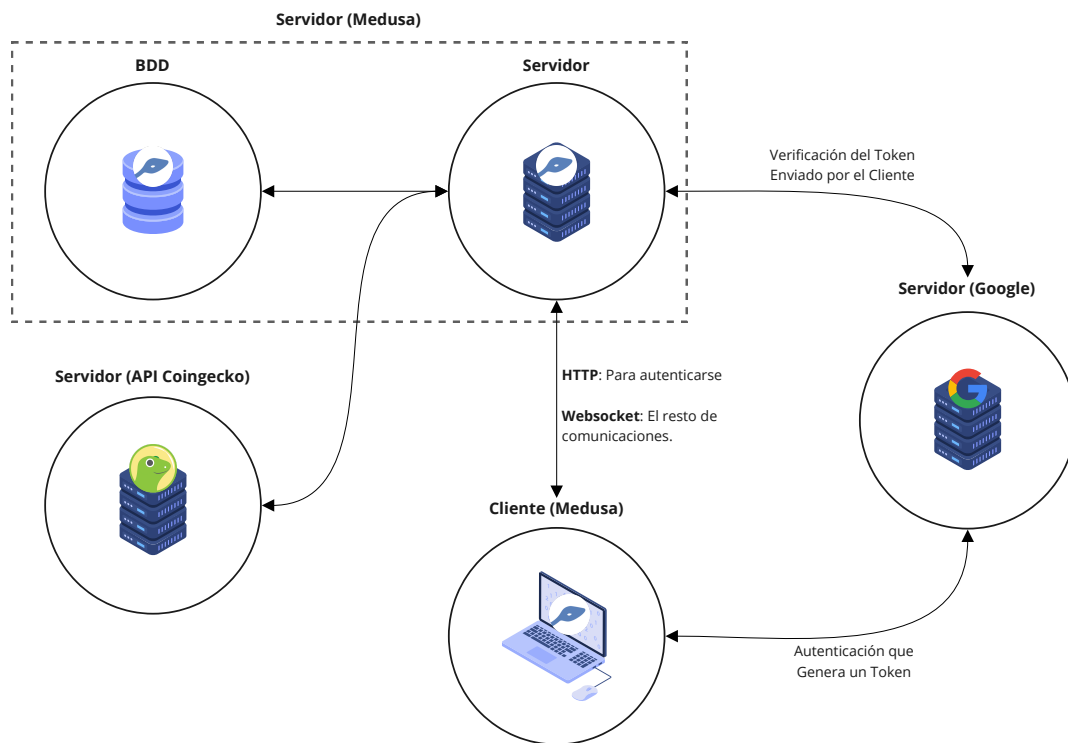 Servidor (Medusa)
BDD
Servidor
Verificación del Token
Enviado por el Cliente
Servidor (Google)
Servidor (API Coingecko)
HTTP: Para autenticarse
Websocket: El resto de
comunicaciones.
Cliente (Medusa)
Autenticación que
Genera un Token